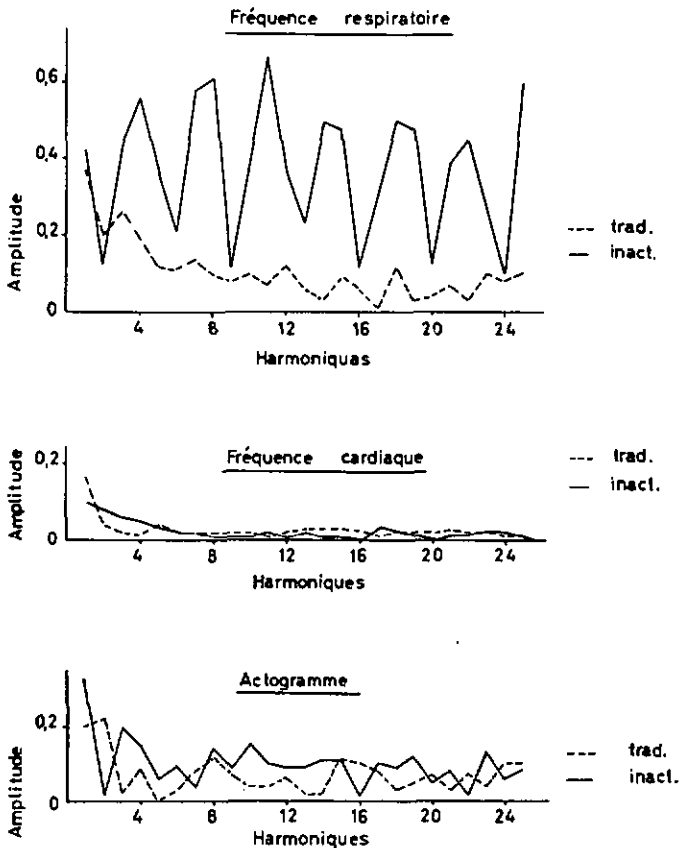 Fréquence respiratoire
0,6
0,4
0,2
0
Amplitude
4 8 12 16 20 24
Harmoniquas
trad.
inact.
Fréquence cardiaque
0,2
0
Amplitude
4 8 12 16 20 24
Harmoniques
trad.
inact.
Actogramme
0,2
0
Amplitude
4 8 12 16 20 24
Harmoniques
trad.
inact.